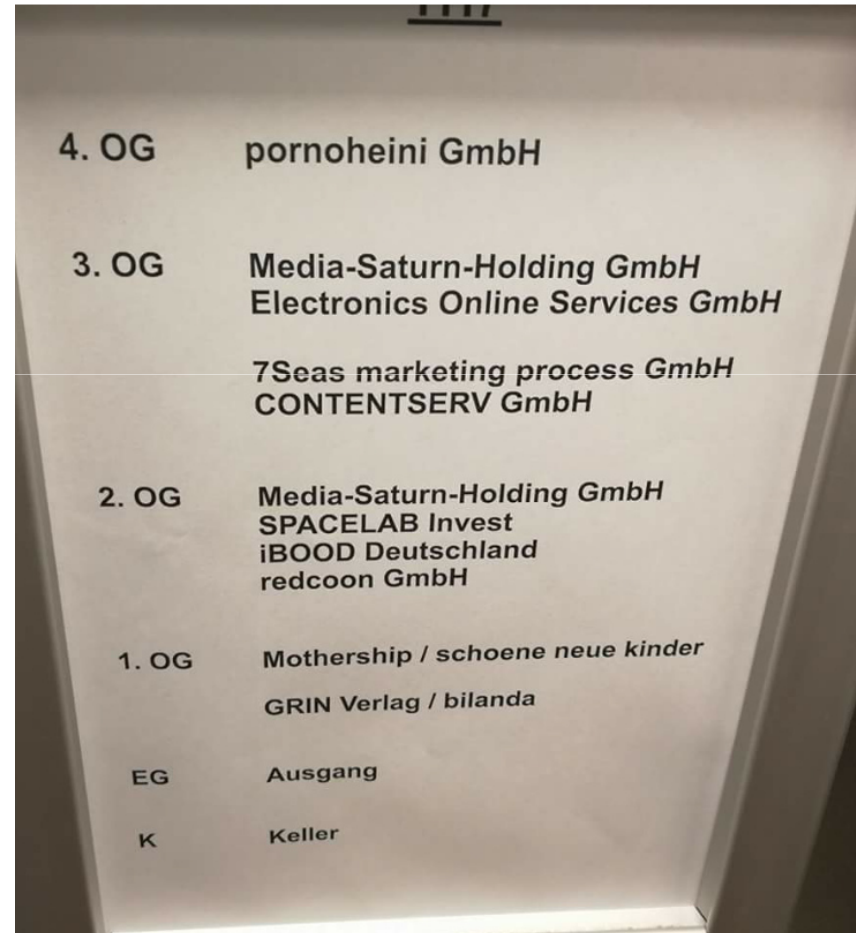 4. OG pornoheini GmbH
3. OG Media-Saturn-Holding GmbH
Electronics Online Services GmbH
7Seas marketing process GmbH
CONTENTSERV GmbH
2. OG Media-Saturn-Holding GmbH
SPACELAB Invest
iBOOD Deutschland
redcoon GmbH
1. OG Mothership / schoene neue kinder
GRIN Verlag / bilanda
EG Ausgang
K Keller